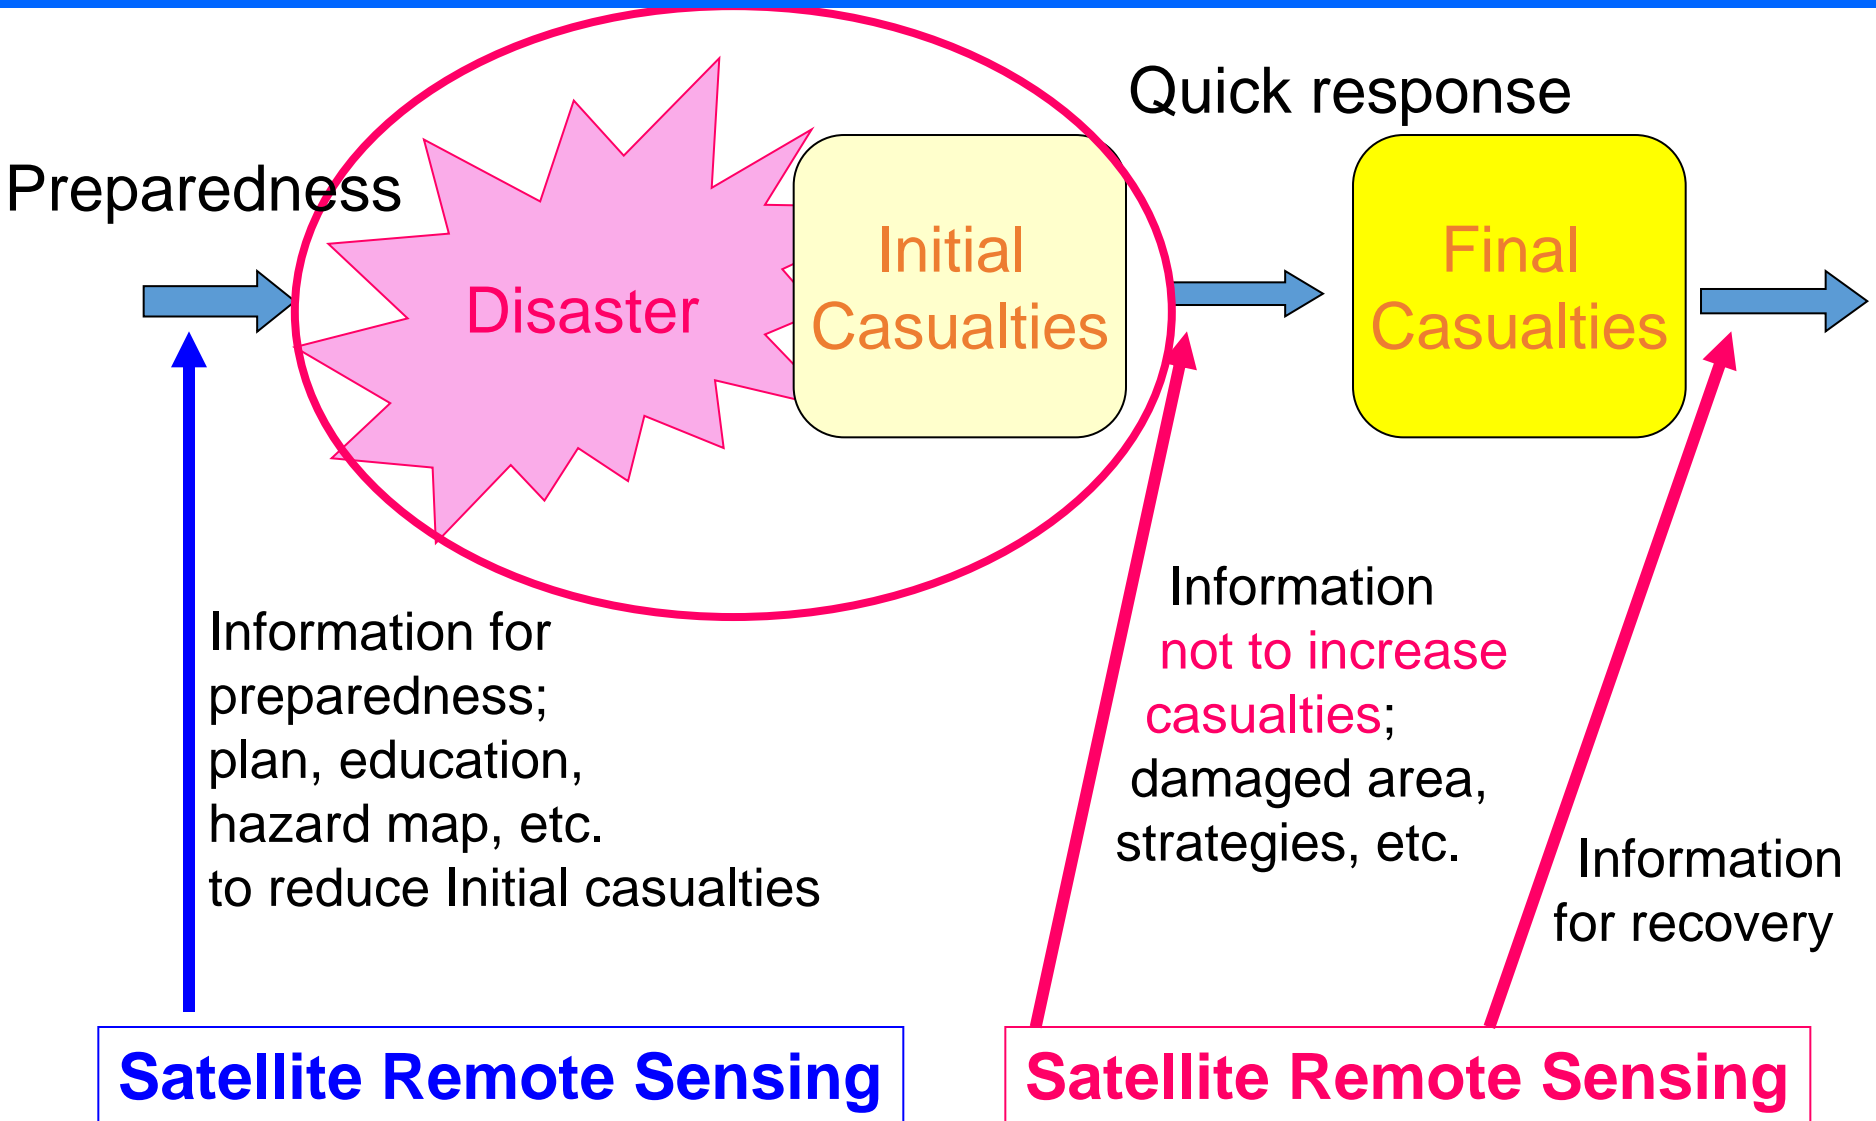 Quick response
Preparedness
Disaster
Initial
Casualties
Final
Casualties
Information for
preparedness;
plan, education,
hazard map, etc.
to reduce Initial casualties
Information
not to increase
casualties;
damaged area,
strategies, etc.
Information
for recovery
Satellite Remote Sensing
Satellite Remote Sensing